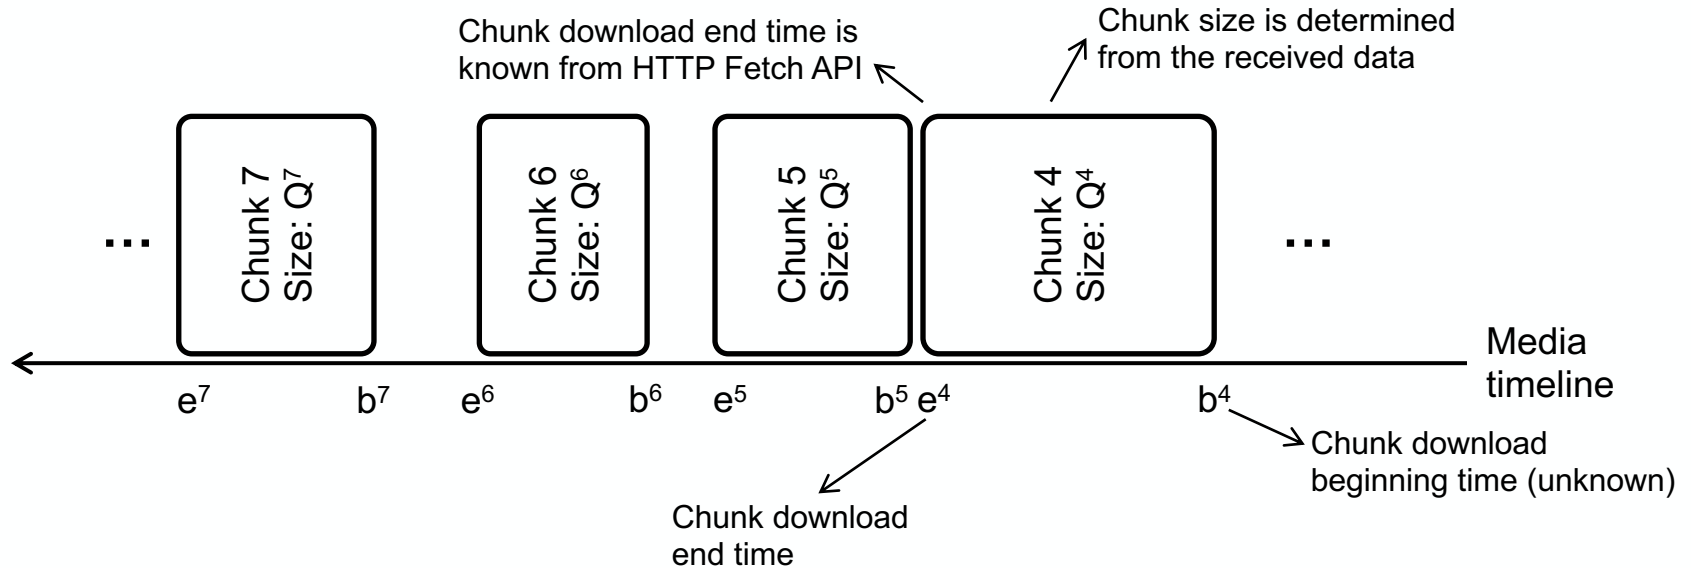 Chunk download end time is
known from HTTP Fetch API
Chunk size is determined
from the received data
...
Chunk 7
Size: Q⁷
Chunk 6
Size: Q⁶
Chunk 5
Size: Q⁵
Chunk 4
Size: Q⁴
...
Media
timeline
e⁷ b⁷ e⁶ b⁶ e⁵ b⁵ e⁴ b⁴
Chunk download
beginning time (unknown)
Chunk download
end time